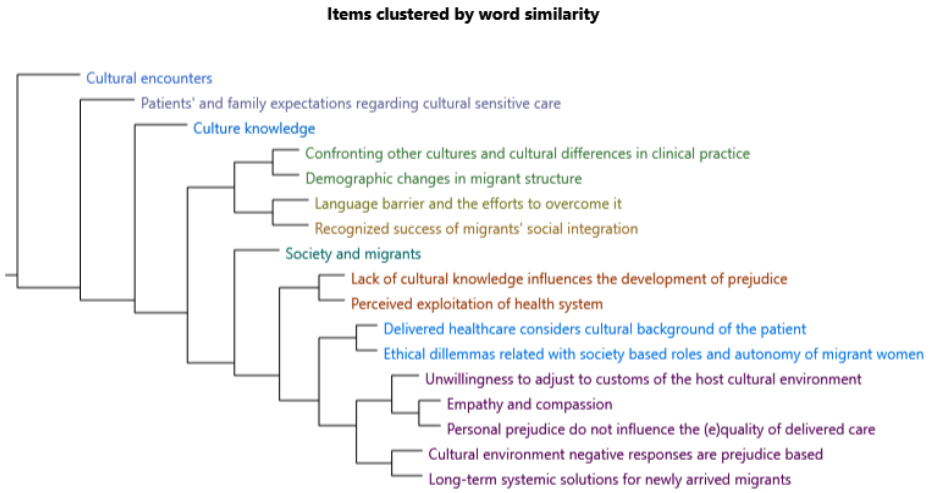 Items clustered by word similarity
Cultural encounters
Patients' and family expectations regarding cultural sensitive care
Culture knowledge
Confronting other cultures and cultural differences in clinical practice
Demographic changes in migrant structure
Language barrier and the efforts to overcome it
Recognized success of migrants' social integration
Society and migrants
Lack of cultural knowledge influences the development of prejudice
Perceived exploitation of health system
Delivered healthcare considers cultural background of the patient
Ethical dillemmas related with society based roles and autonomy of migrant women
Unwillingness to adjust to customs of the host cultural environment
Empathy and compassion
Personal prejudice do not influence the (e)quality of delivered care
Cultural environment negative responses are prejudice based
Long-term systemic solutions for newly arrived migrants